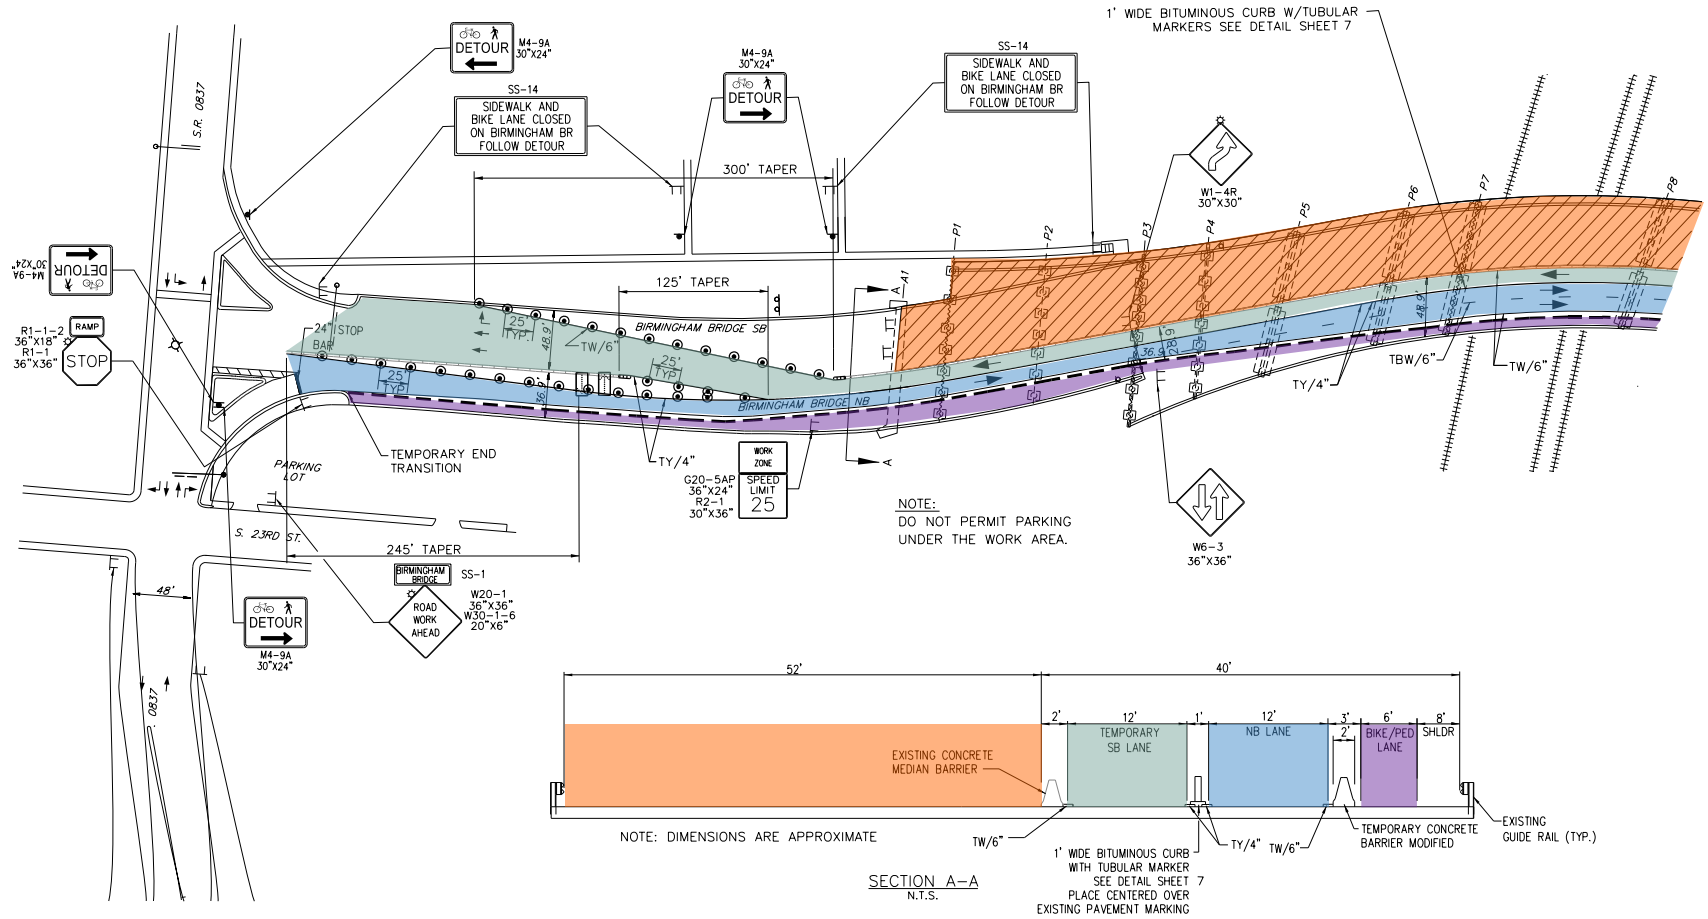 1' WIDE BITUMINOUS CURB W/TUBULAR
MARKERS SEE DETAIL SHEET 7
DETOUR
M4-9A
30"X24"
SS-14
SIDEWALK AND
BIKE LANE CLOSED
ON BIRMINGHAM BR
FOLLOW DETOUR
M4-9A
30"X24"
DETOUR
SS-14
SIDEWALK AND
BIKE LANE CLOSED
ON BIRMINGHAM BR
FOLLOW DETOUR
S.R. 0837
300' TAPER
W1-4R
30"X30"
P1
P2
P3
P4
P5
P6
P7
P8
DETOUR
M4-9A
30"X24"
125' TAPER
A
A1
R1-1-2
36"X18"
R1-1
36"X36"
RAMP
STOP
24" STOP
BAR
25'
TYP.
48.9'
TW/6"
BIRMINGHAM BRIDGE SB
25'
TYP.
25'
TYP.
36.9'
BIRMINGHAM BRIDGE NB
36.9'
28.9'
48.9'
TY/4"
TBW/6"
TW/6"
TEMPORARY END
TRANSITION
PARKING
LOT
TY/4"
A
WORK
ZONE
SPEED
LIMIT
25
G20-5AP
36"X24"
R2-1
30"X36"
NOTE:
DO NOT PERMIT PARKING
UNDER THE WORK AREA.
W6-3
36"X36"
S. 23RD ST.
245' TAPER
BIRMINGHAM
BRIDGE
SS-1
ROAD
WORK
AHEAD
W20-1
36"X36"
W30-1-6
20"X6"
48'
DETOUR
M4-9A
30"X24"
. 0837
52'
40'
2'
12'
1'
12'
3'
6'
8'
2'
TEMPORARY
SB LANE
NB LANE
BIKE/PED
LANE
SHLDR
EXISTING CONCRETE
MEDIAN BARRIER
NOTE: DIMENSIONS ARE APPROXIMATE
TW/6"
TY/4"
TW/6"
TEMPORARY CONCRETE
BARRIER MODIFIED
EXISTING
GUIDE RAIL (TYP.)
1' WIDE BITUMINOUS CURB
WITH TUBULAR MARKER
SEE DETAIL SHEET 7
PLACE CENTERED OVER
EXISTING PAVEMENT MARKING
SECTION A-A
N.T.S.